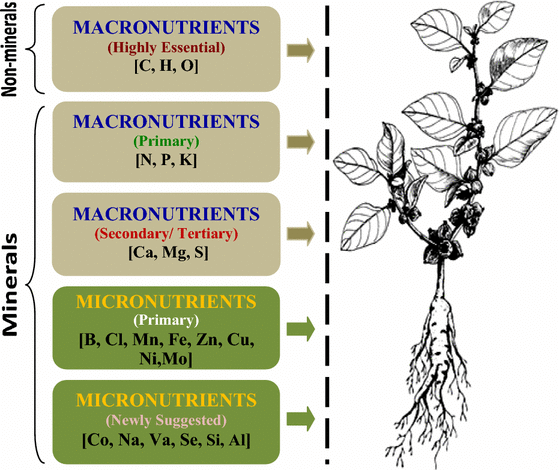 Non-minerals
MACRONUTRIENTS
(Highly Essential)
[C, H, O]
Minerals
MACRONUTRIENTS
(Primary)
[N, P, K]
MACRONUTRIENTS
(Secondary/ Tertiary)
[Ca, Mg, S]
MICRONUTRIENTS
(Primary)
[B, Cl, Mn, Fe, Zn, Cu,
Ni,Mo]
MICRONUTRIENTS
(Newly Suggested)
[Co, Na, Va, Se, Si, Al]